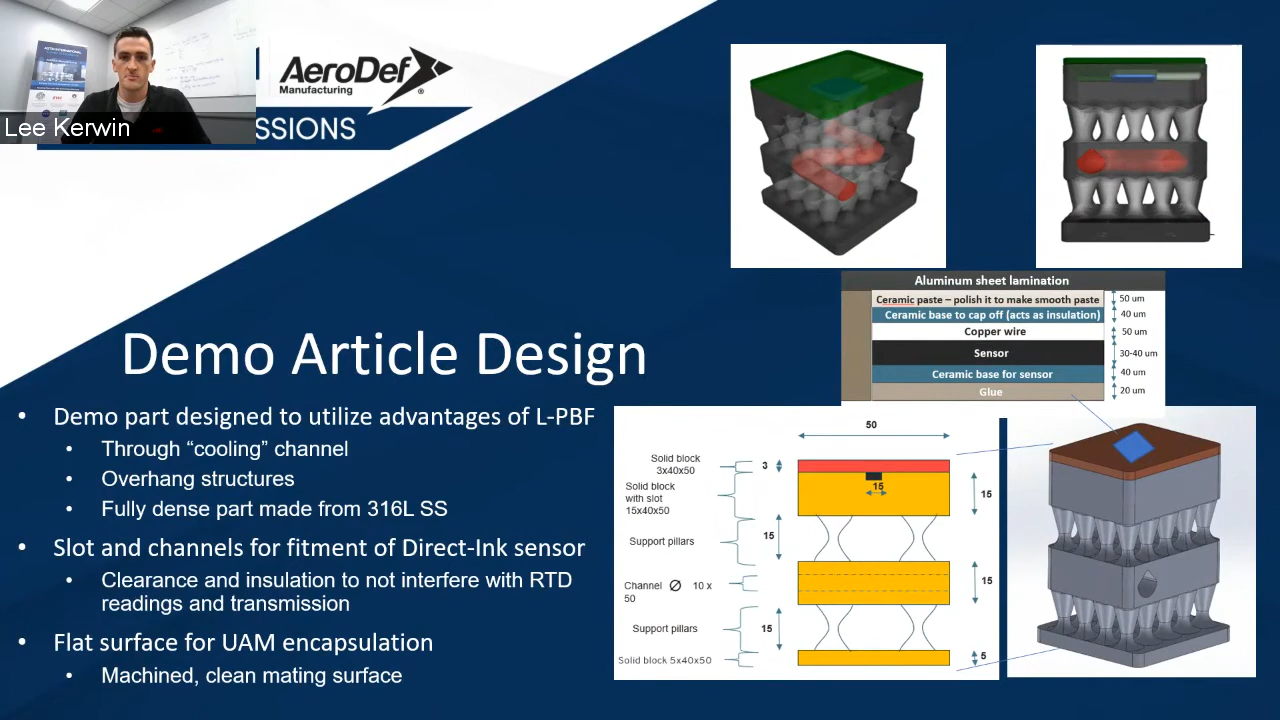 AeroDef
Manufacturing
®
Lee Kerwin
SSIONS
Demo Article Design
• Demo part designed to utilize advantages of L-PBF
• Through “cooling” channel
• Overhang structures
• Fully dense part made from 316L SS
• Slot and channels for fitment of Direct-Ink sensor
• Clearance and insulation to not interfere with RTD
readings and transmission
• Flat surface for UAM encapsulation
• Machined, clean mating surface
Aluminum sheet lamination
Ceramic paste – polish it to make smooth paste 50 um
Ceramic base to cap off (acts as insulation) 40 um
Copper wire 50 um
Sensor 30-40 um
Ceramic base for sensor 40 um
Glue 20 um
50
Solid block
3x40x50
3
Solid block
with slot
15x40x50
15
15
Support pillars
15
Channel Ø 10 x
50
15
Support pillars
15
Solid block 5x40x50
5